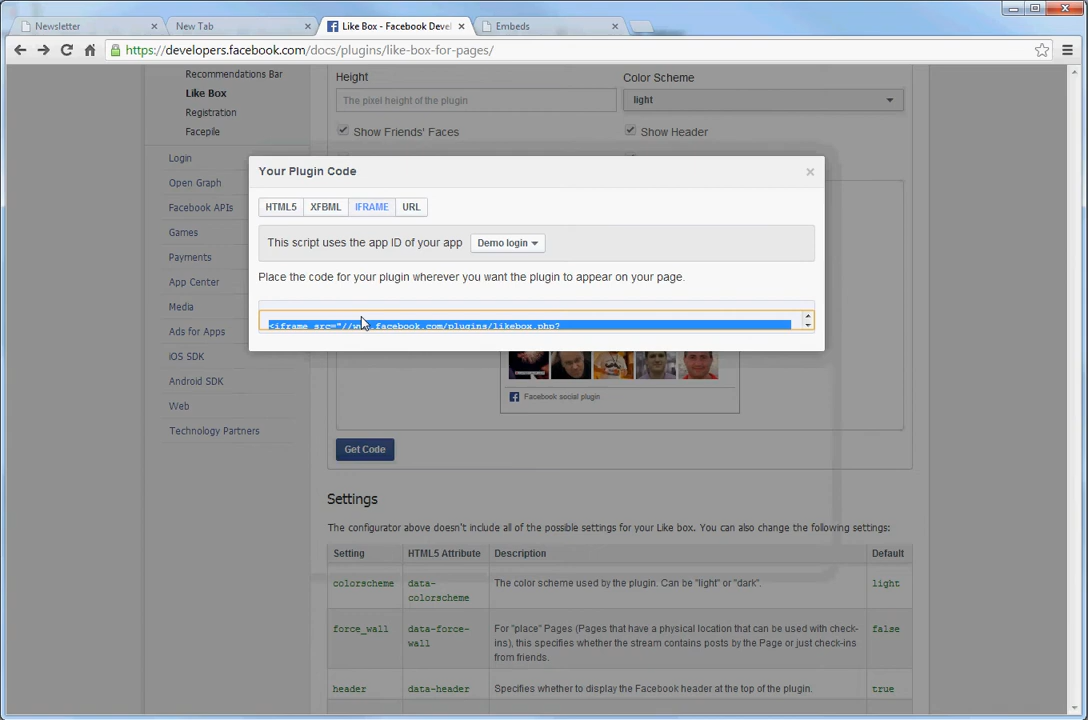 Newsletter
New Tab
Like Box - Facebook Devel
Embeds
https://developers.facebook.com/docs/plugins/like-box-for-pages/
Recommendations Bar
Like Box
Registration
Facepile
Login
Open Graph
Facebook APIs
Games
Payments
App Center
Media
Ads for Apps
iOS SDK
Android SDK
Web
Technology Partners
Height
Color Scheme
The pixel height of the plugin
light
Show Friends' Faces
Show Header
Your Plugin Code
HTML5 XFBML IFRAME URL
This script uses the app ID of your app Demo login
Place the code for your plugin wherever you want the plugin to appear on your page.
<iframe src="//www.facebook.com/plugins/likebox.php?
Facebook social plugin
Get Code
Settings
The configurator above doesn't include all of the possible settings for your Like box. You can also change the following settings:
Setting HTML5 Attribute Description Default
colorscheme data-colorscheme The color scheme used by the plugin. Can be "light" or "dark". light
force_wall data-force-wall For "place" Pages (Pages that have a physical location that can be used with check-
ins), this specifies whether the stream contains posts by the Page or just check-ins
from friends. false
header data-header Specifies whether to display the Facebook header at the top of the plugin. true